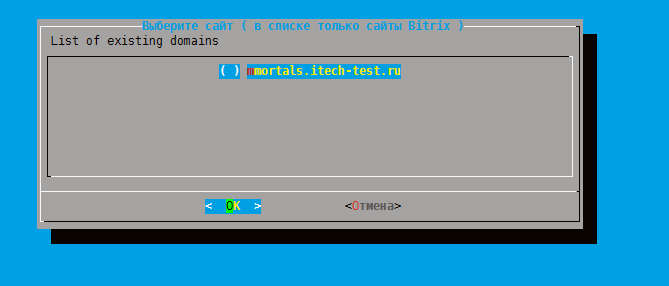 Выберите сайт ( в списке только сайты Bitrix )
List of existing domains
( ) mmortals.itech-test.ru
< OK > <Отмена>